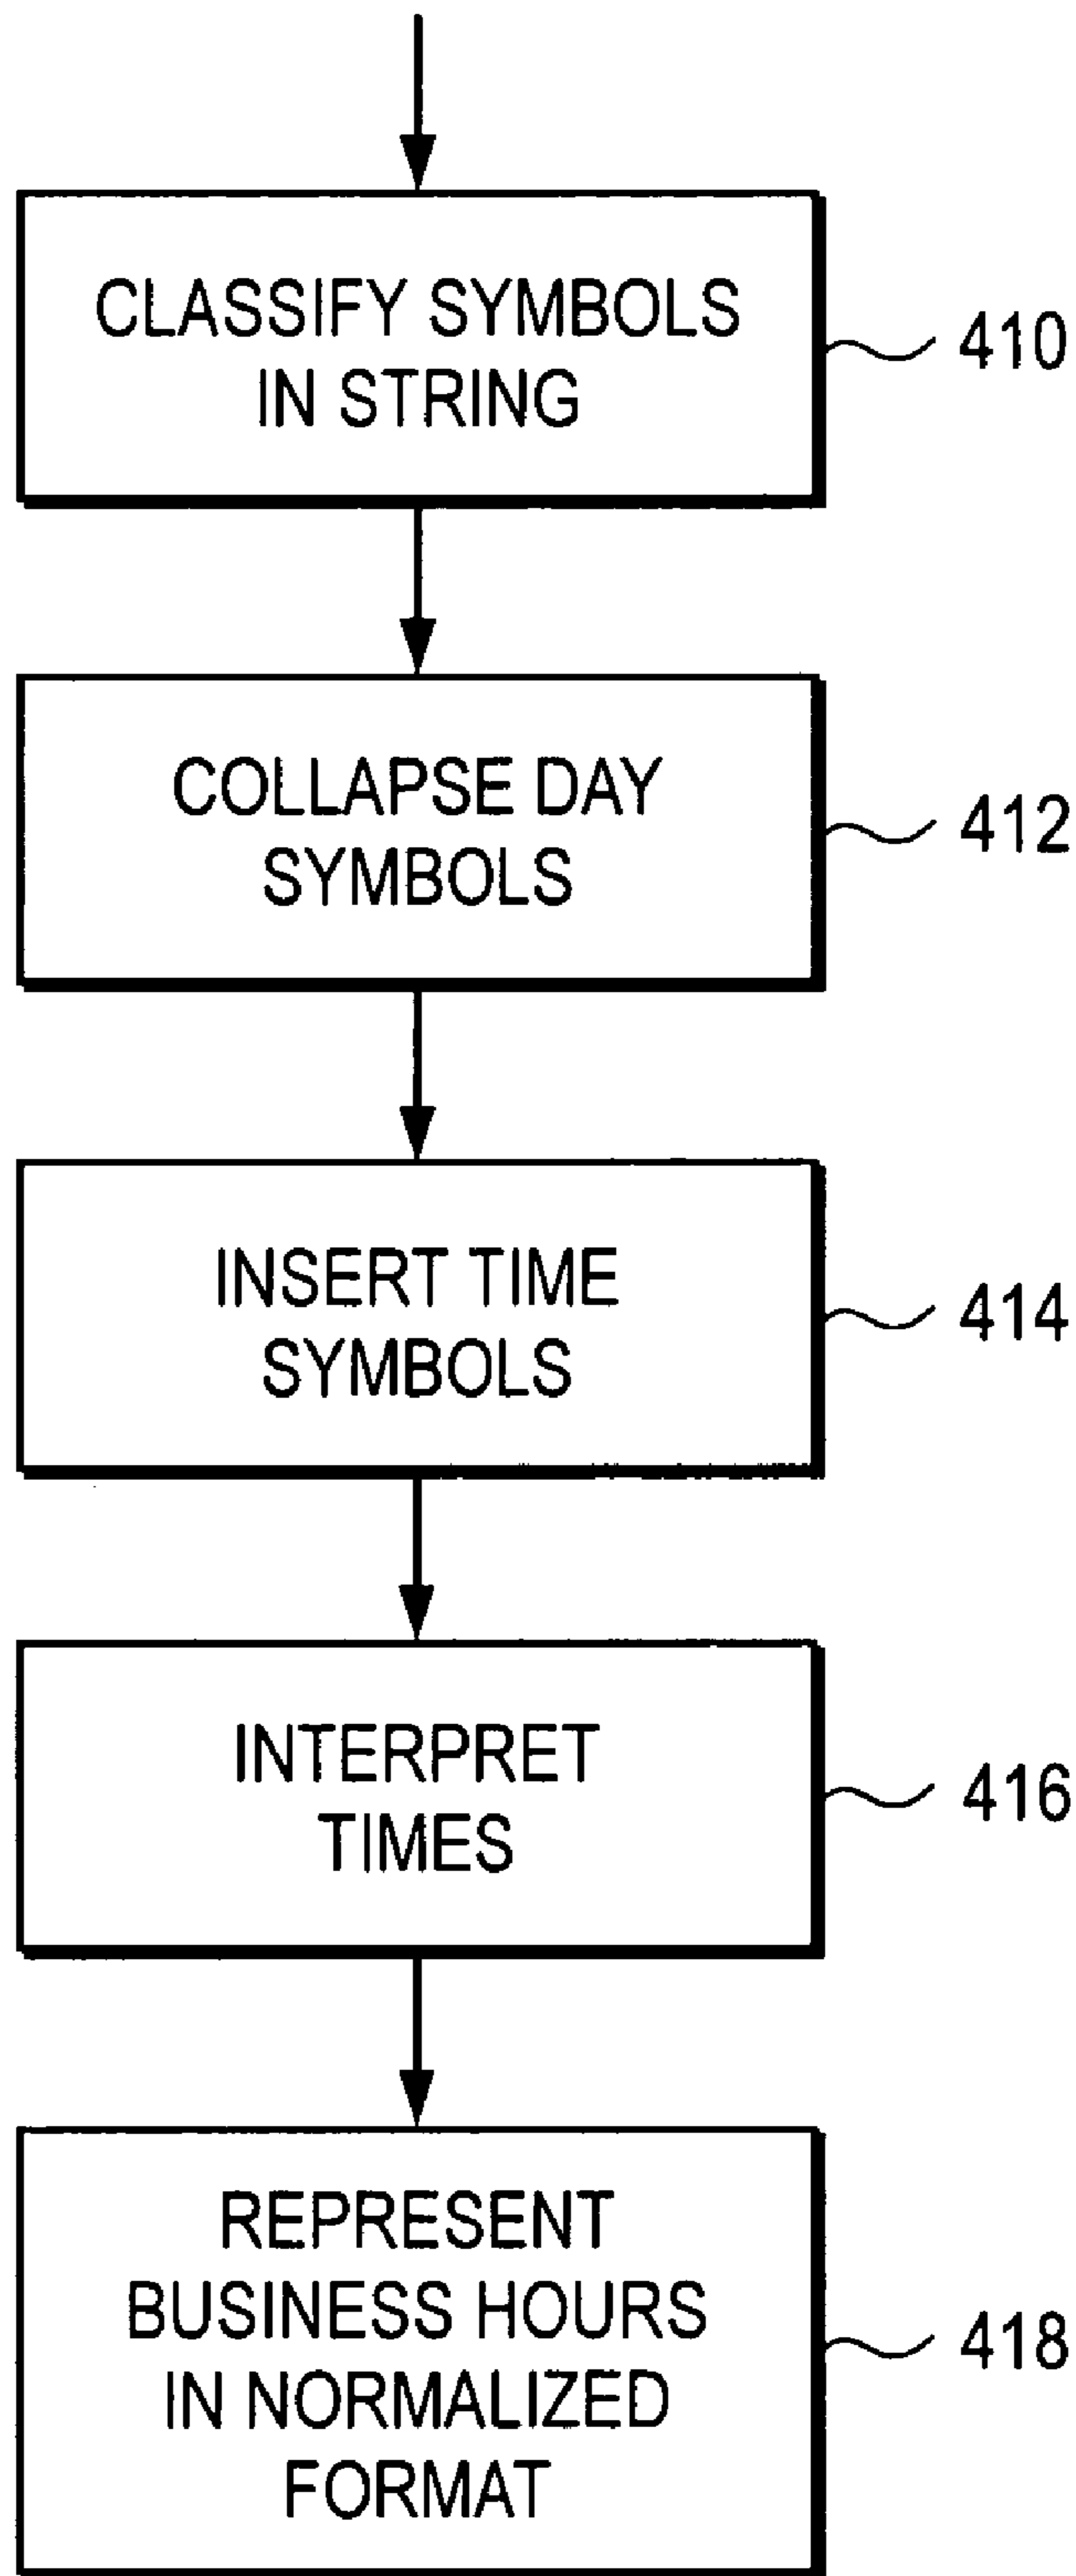 CLASSIFY SYMBOLS
IN STRING
410
COLLAPSE DAY
SYMBOLS
412
INSERT TIME
SYMBOLS
414
INTERPRET
TIMES
416
REPRESENT
BUSINESS HOURS
IN NORMALIZED
FORMAT
418